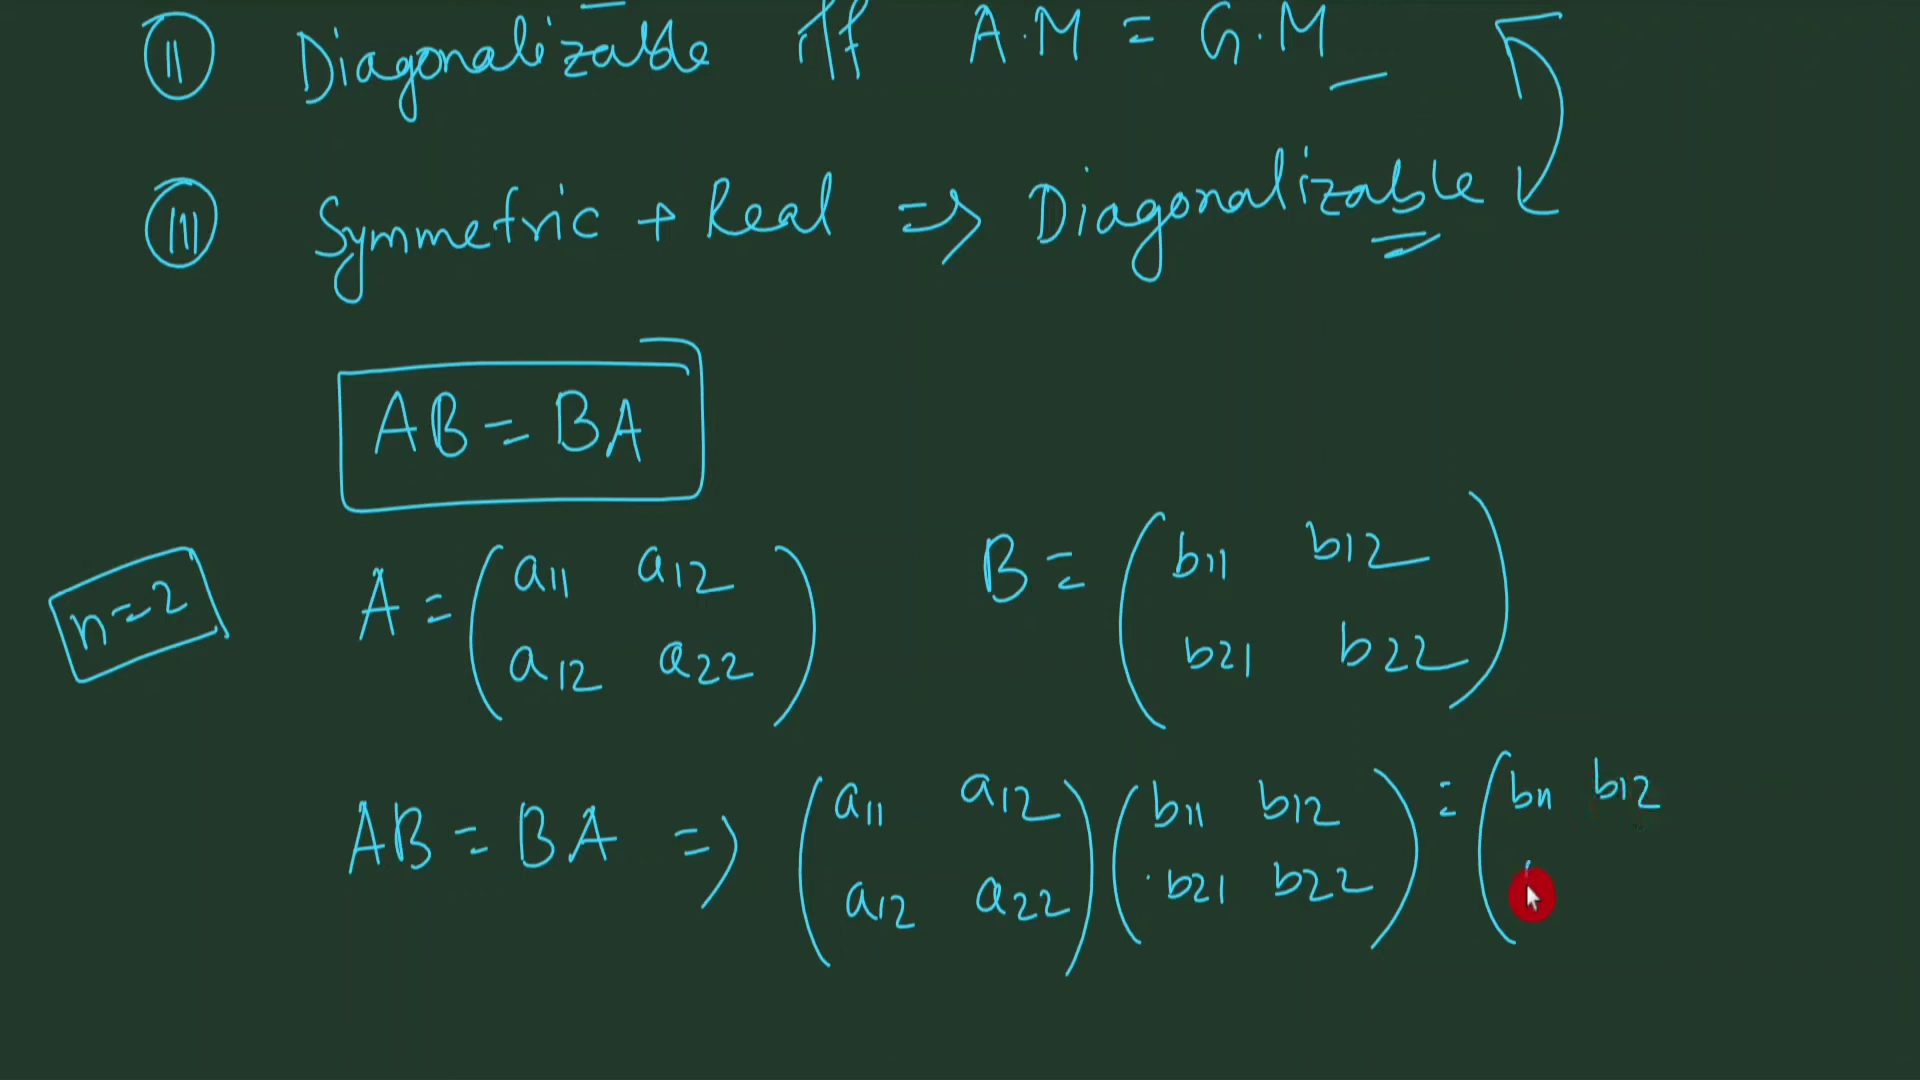 (II) Diagonalizable iff A.M = G.M
(III) Symmetric + Real => Diagonalizable
AB = BA
n=2 A = ( a11 a12 B = ( b11 b12 )
a12 a22 ) b21 b22
AB = BA => ( a11 a12 ) ( b11 b12 ) = ( b11 b12
a12 a22 b21 b22